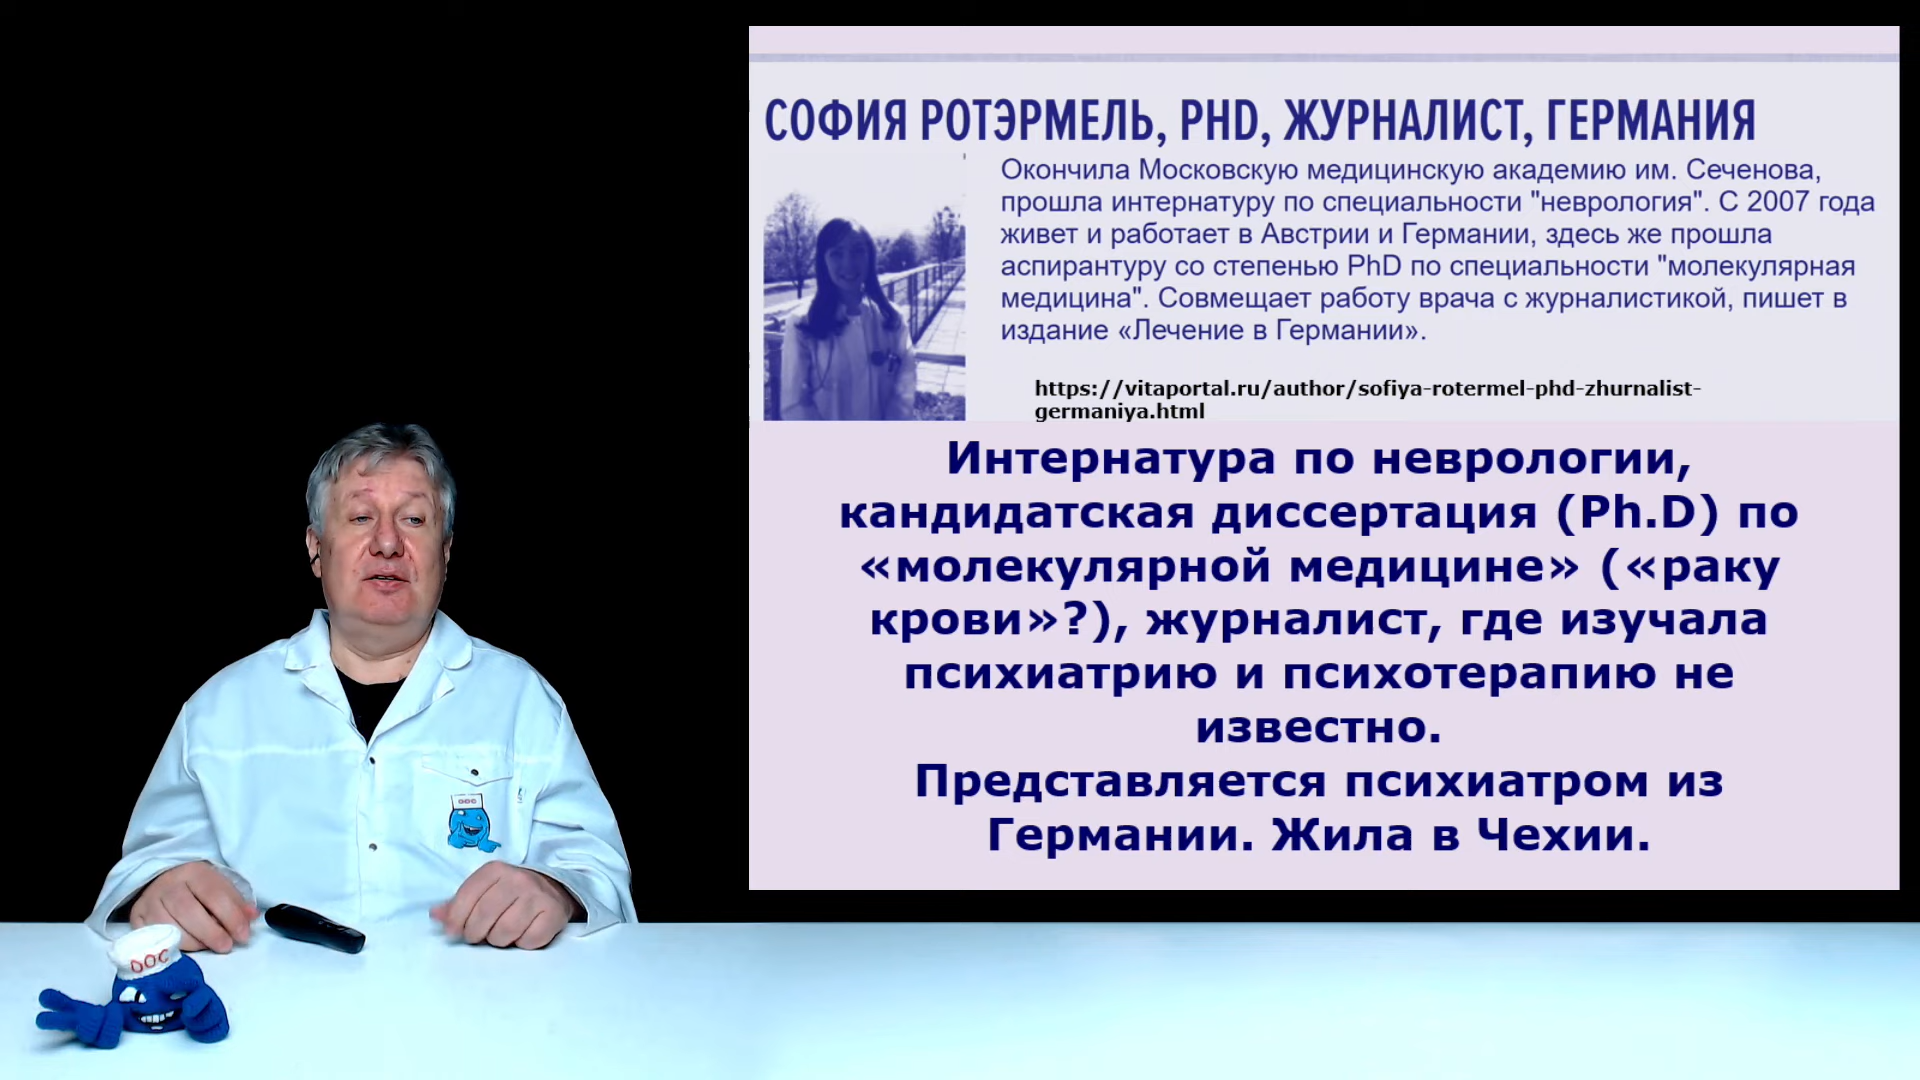 СОФИЯ РОТЭРМЕЛЬ, PHD, ЖУРНАЛИСТ, ГЕРМАНИЯ
Окончила Московскую медицинскую академию им. Сеченова,
прошла интернатуру по специальности "неврология". С 2007 года
живет и работает в Австрии и Германии, здесь же прошла
аспирантуру со степенью PhD по специальности "молекулярная
медицина". Совмещает работу врача с журналистикой, пишет в
издание «Лечение в Германии».
https://vitaportal.ru/author/sofiya-rotermel-phd-zhurnalist-
germaniya.html
Интернатура по неврологии,
кандидатская диссертация (Ph.D) по
«молекулярной медицине» («раку
крови»?), журналист, где изучала
психиатрию и психотерапию не
известно.
Представляется психиатром из
Германии. Жила в Чехии.
DOC
DOC